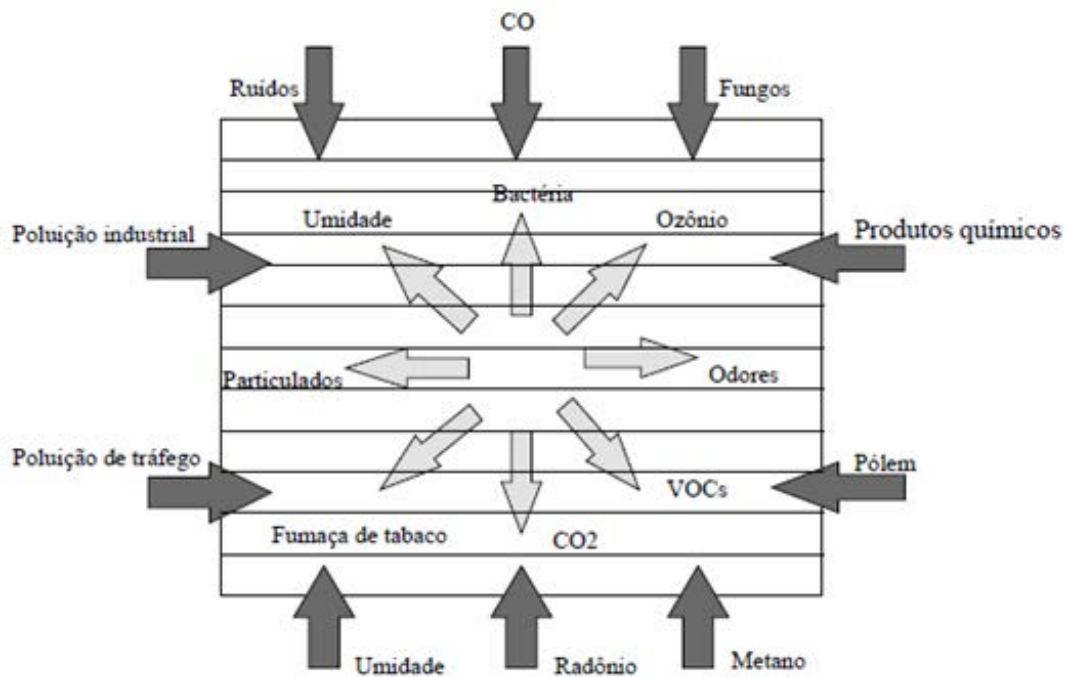 CO
Ruídos
Fungos
Bactéria
Umidade
Ozônio
Poluição industrial
Produtos químicos
Particulados
Odores
Poluição de tráfego
Pólem
VOCs
Fumaça de tabaco
CO2
Umidade
Radônio
Metano